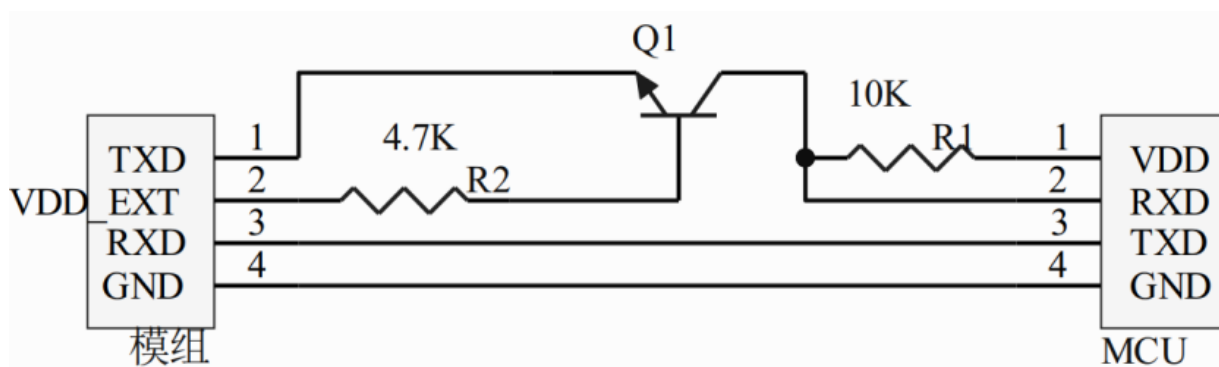 Q1
10K
4.7K
R1
R2
TXD
1
VDD_EXT
2
RXD
3
GND
4
模组
1
VDD
2
RXD
3
TXD
4
GND
MCU